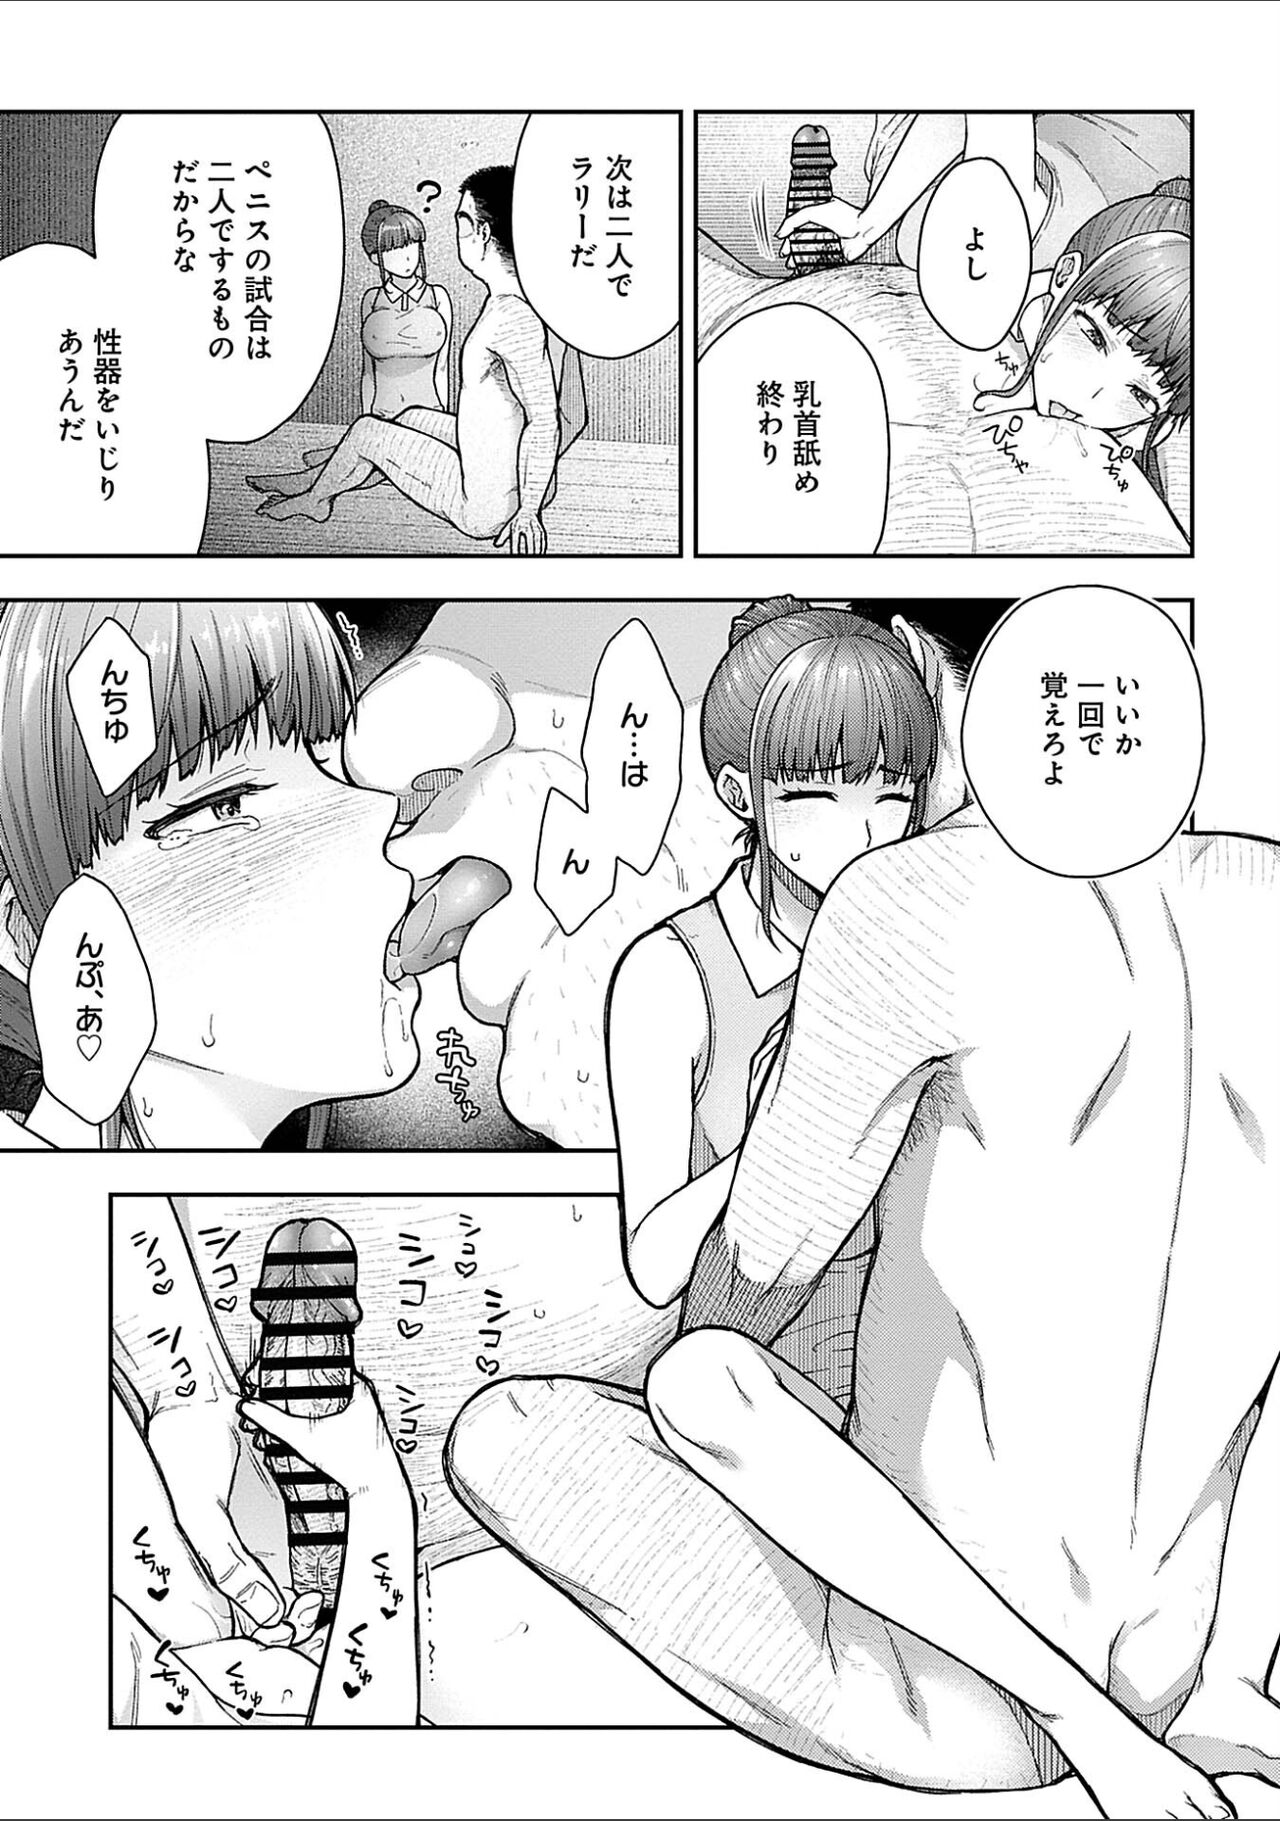 よし
乳首舐め
終わり
ぴちゃ
ぴちゅ
次は二人で
ラリーだ
?
ペニスの試合は
二人でするもの
だからな
性器をいじり
あうんだ
いいか
一回で
覚えろよ
ん…は
ん
んちゅ
んぷ、あ♡
れちゅ
シコ♡
シコ♡
シコ♡
シコ♡
シコ♡
シコ♡
くちゅ♥
くちゅ♥
くちゅ♥
くちゅ♥